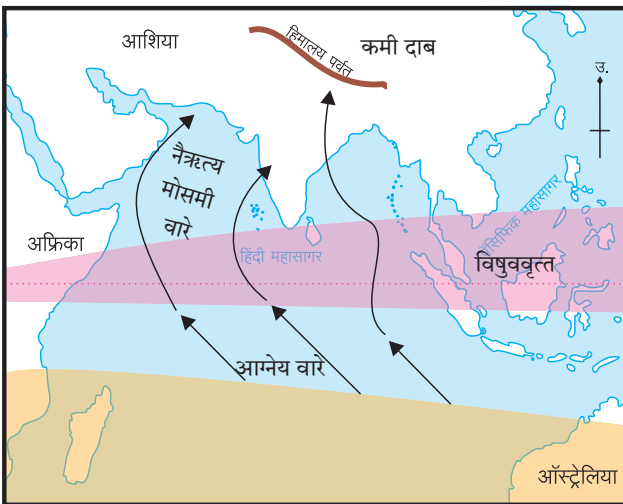 आशिया
हिमालय पर्वत
कमी दाब
उ.
नैऋत्य
मोसमी
वारे
अफ्रिका
हिंदी महासागर
पॅसिफिक महासागर
विषुववृत्त
आग्नेय वारे
ऑस्ट्रेलिया